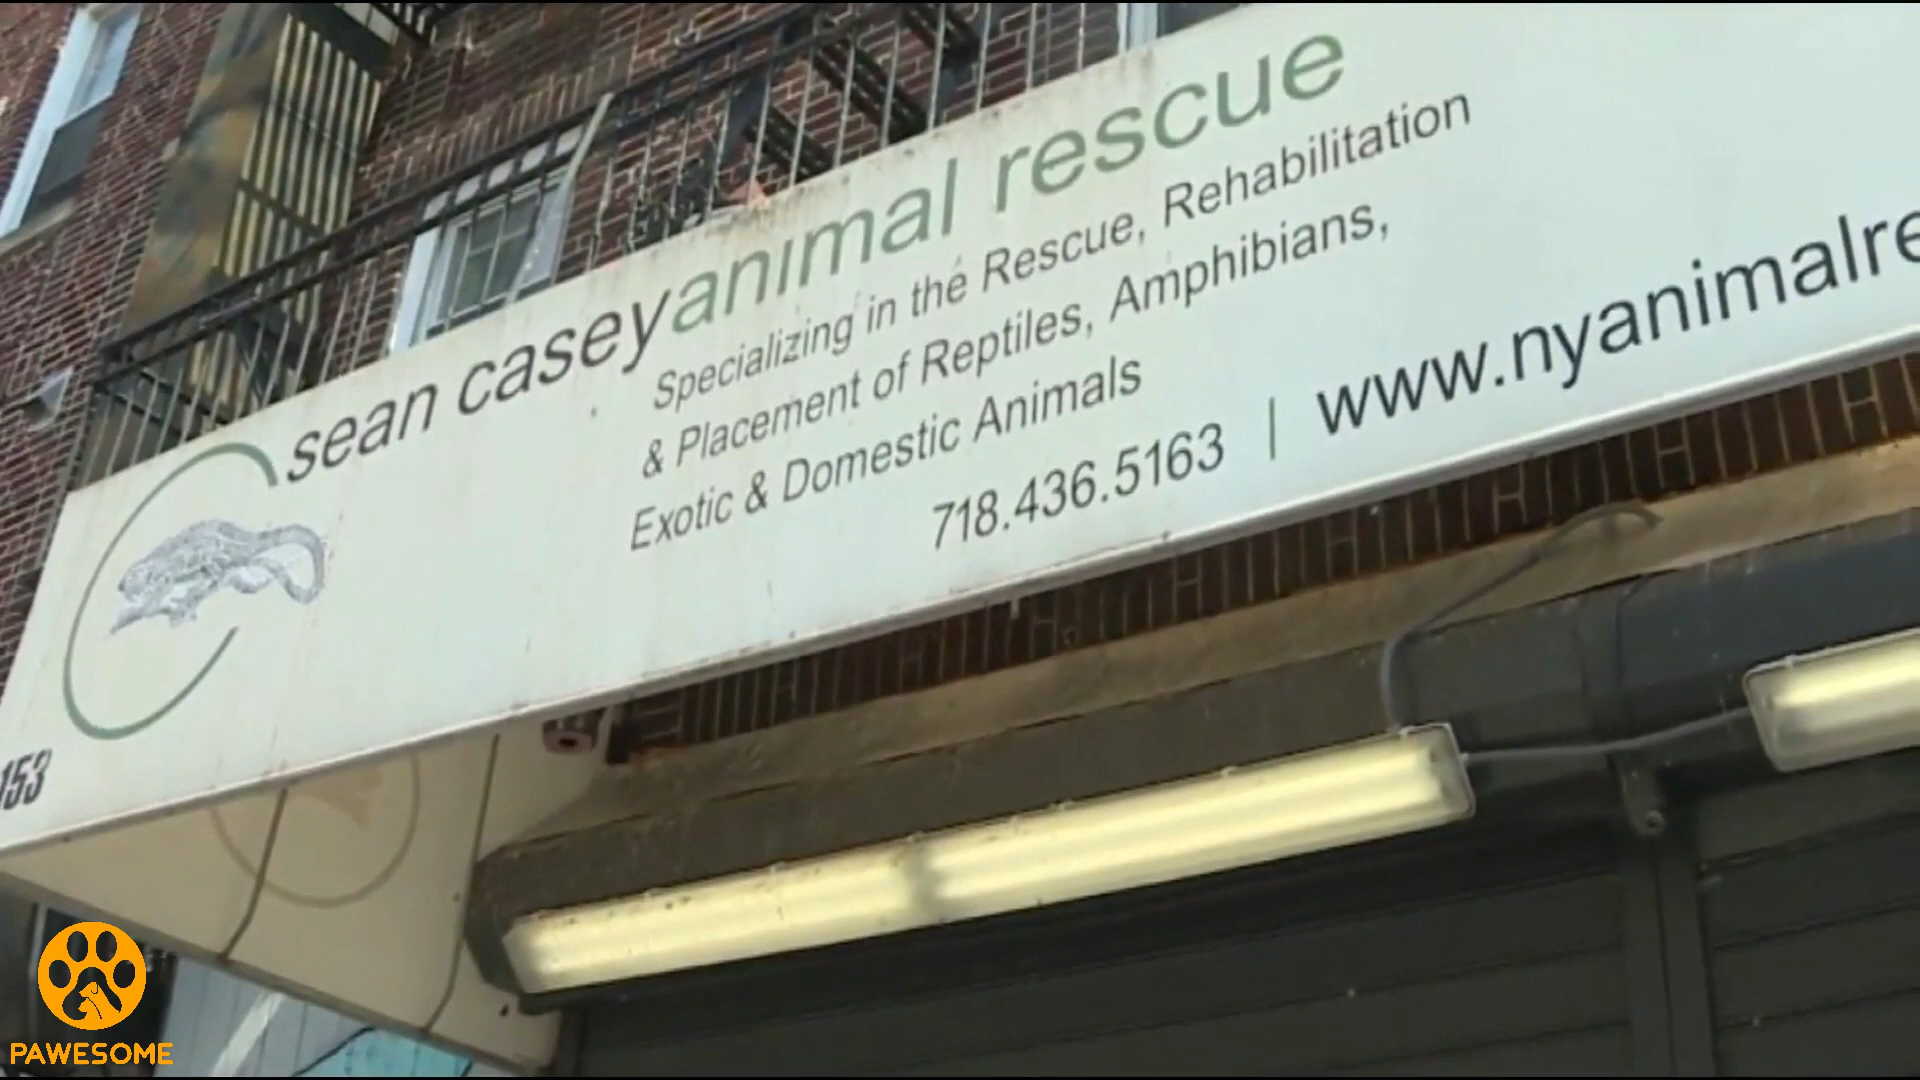 sean caseyanimal rescue
Specializing in the Rescue, Rehabilitation
& Placement of Reptiles, Amphibians,
Exotic & Domestic Animals
718.436.5163 | www.nyanimalre
153
PAWESOME